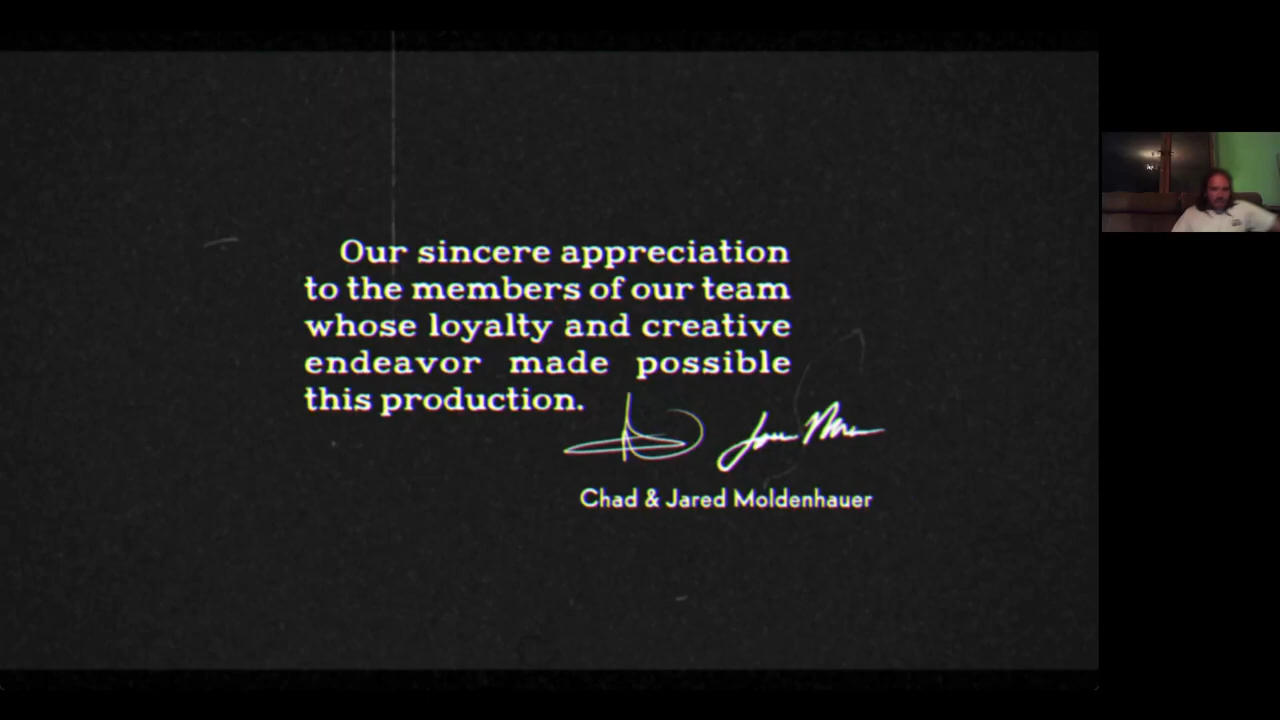 Our sincere appreciation
to the members of our team
whose loyalty and creative
endeavor made possible
this production.
Chad & Jared Moldenhauer